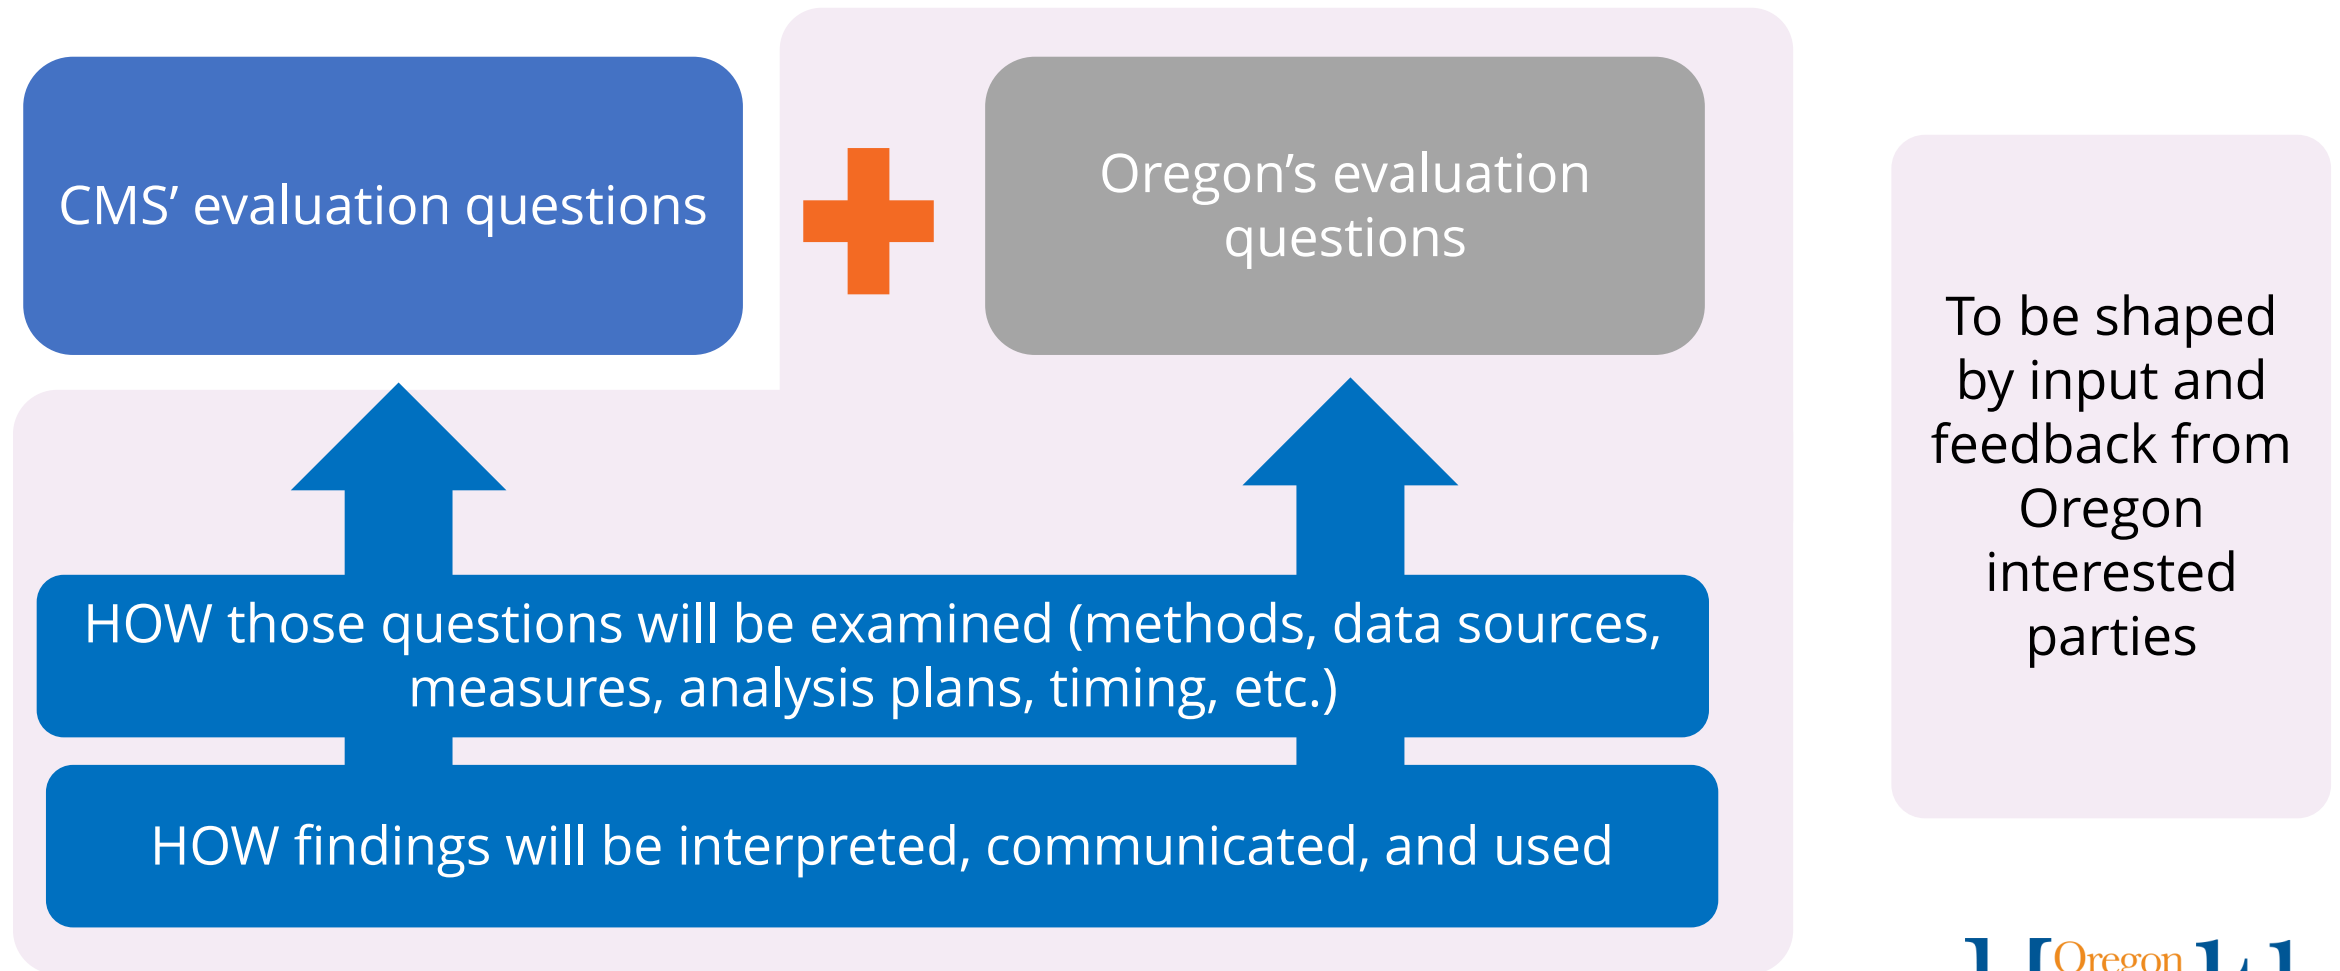 CMS' evaluation questions
Oregon’s evaluation
questions
To be shaped
by input and
feedback from
Oregon
interested
parties
HOW those questions will be examined (methods, data sources,
measures, analysis plans, timing, etc.)
HOW findings will be interpreted, communicated, and used
Oregon